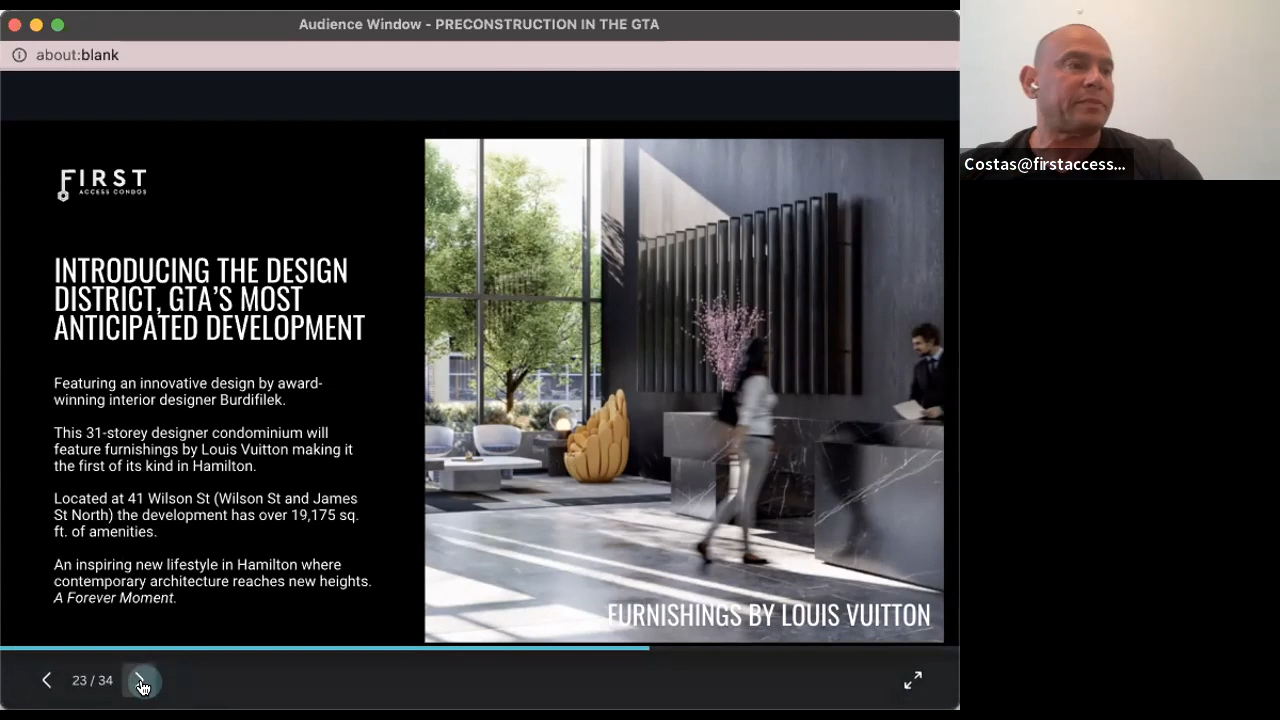 Audience Window - PRECONSTRUCTION IN THE GTA
about:blank
FIRST
ACCESS CONDOS
INTRODUCING THE DESIGN
DISTRICT, GTA’S MOST
ANTICIPATED DEVELOPMENT
Featuring an innovative design by award-
winning interior designer Burdifilek.
This 31-storey designer condominium will
feature furnishings by Louis Vuitton making it
the first of its kind in Hamilton.
Located at 41 Wilson St (Wilson St and James
St North) the development has over 19,175 sq.
ft. of amenities.
An inspiring new lifestyle in Hamilton where
contemporary architecture reaches new heights.
A Forever Moment.
FURNISHINGS BY LOUIS VUITTON
23 / 34
Costas@firstaccess...